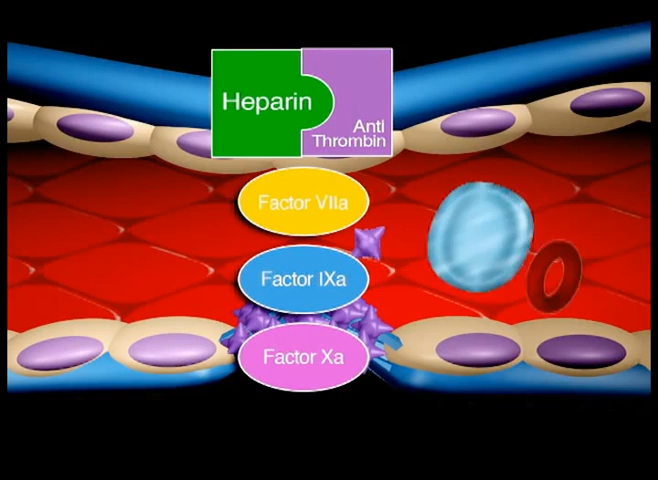 Heparin
Anti
Thrombin
Factor VIIa
Factor IXa
Factor Xa